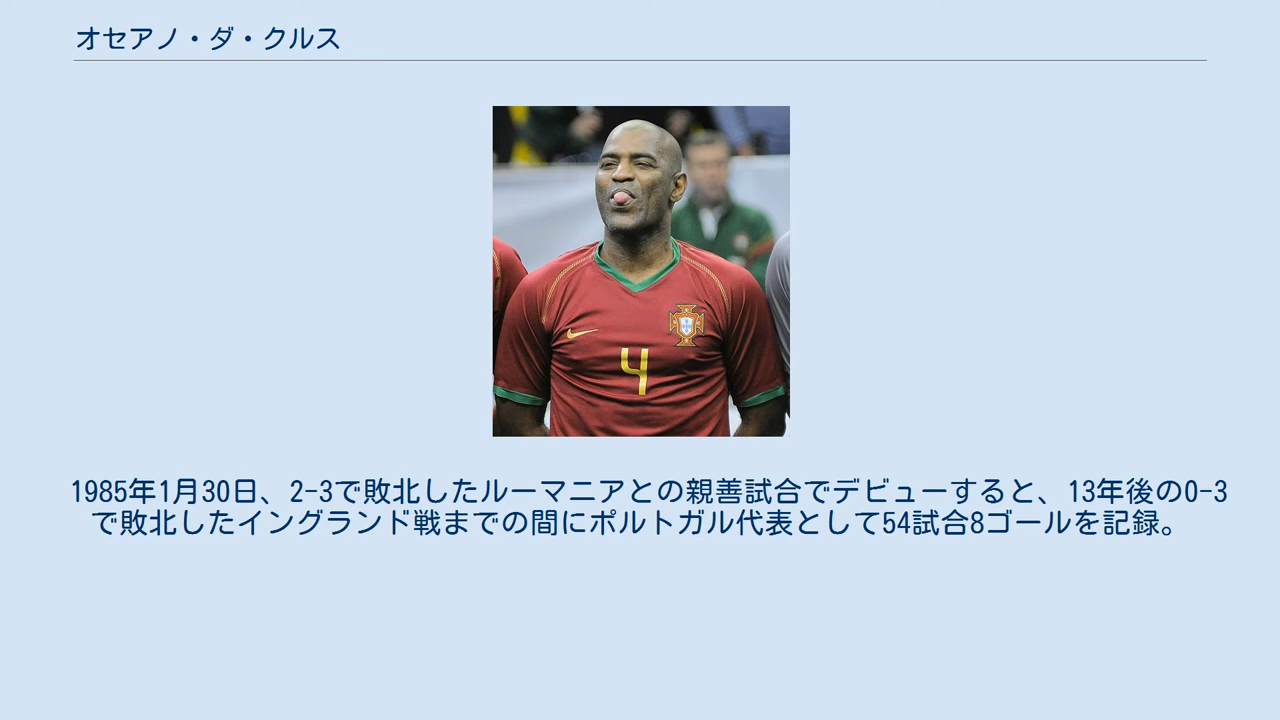 オセアノ・ダ・クルス
4
1985年1月30日、2-3で敗北したルーマニアとの親善試合でデビューすると、13年後の0-3
で敗北したイングランド戦までの間にポルトガル代表として54試合8ゴールを記録。